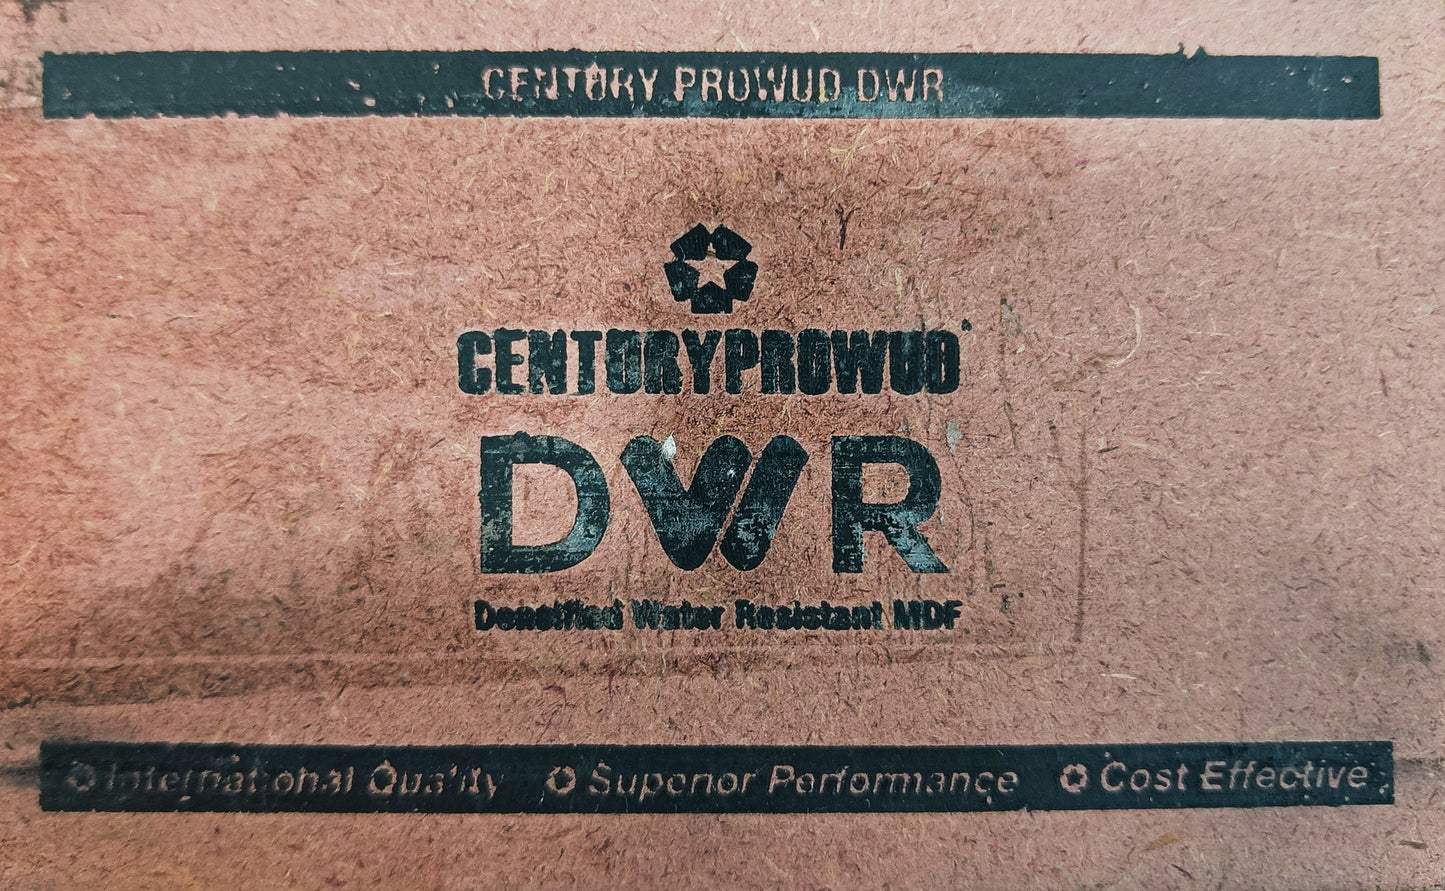 CENTURY PROWUD DWR
CENTURYPROWUD
DWR
Densified Water Resistant MDF
International Quality Superior Performance Cost Effective